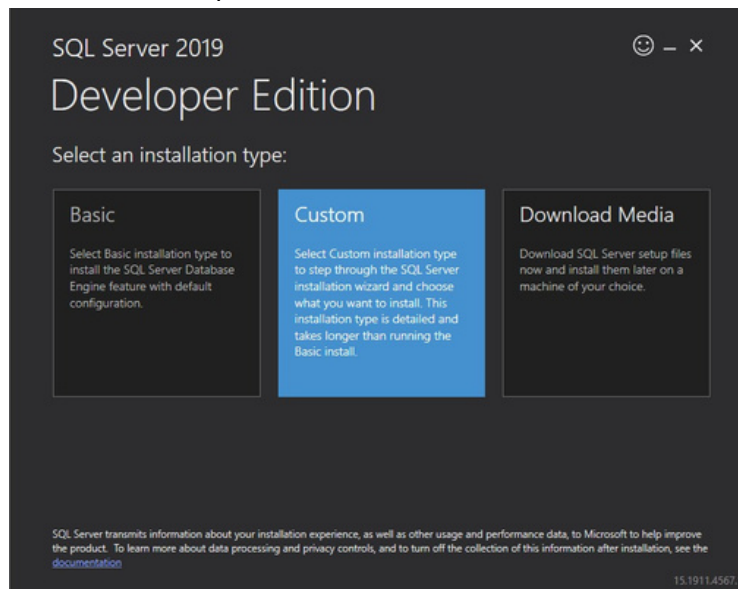 SQL Server 2019
Developer Edition
Select an installation type:
Basic
Select Basic installation type to
install the SQL Server Database
Engine feature with default
configuration.
Custom
Select Custom installation type
to step through the SQL Server
installation wizard and choose
what you want to install. This
installation type is detailed and
takes longer than running the
Basic install.
Download Media
Download SQL Server setup files
now and install them later on a
machine of your choice.
SQL Server transmits information about your installation experience, as well as other usage and performance data, to Microsoft to help improve
the product. To learn more about data processing and privacy controls, and to turn off the collection of this information after installation, see the
documentation
15.1911.4567.